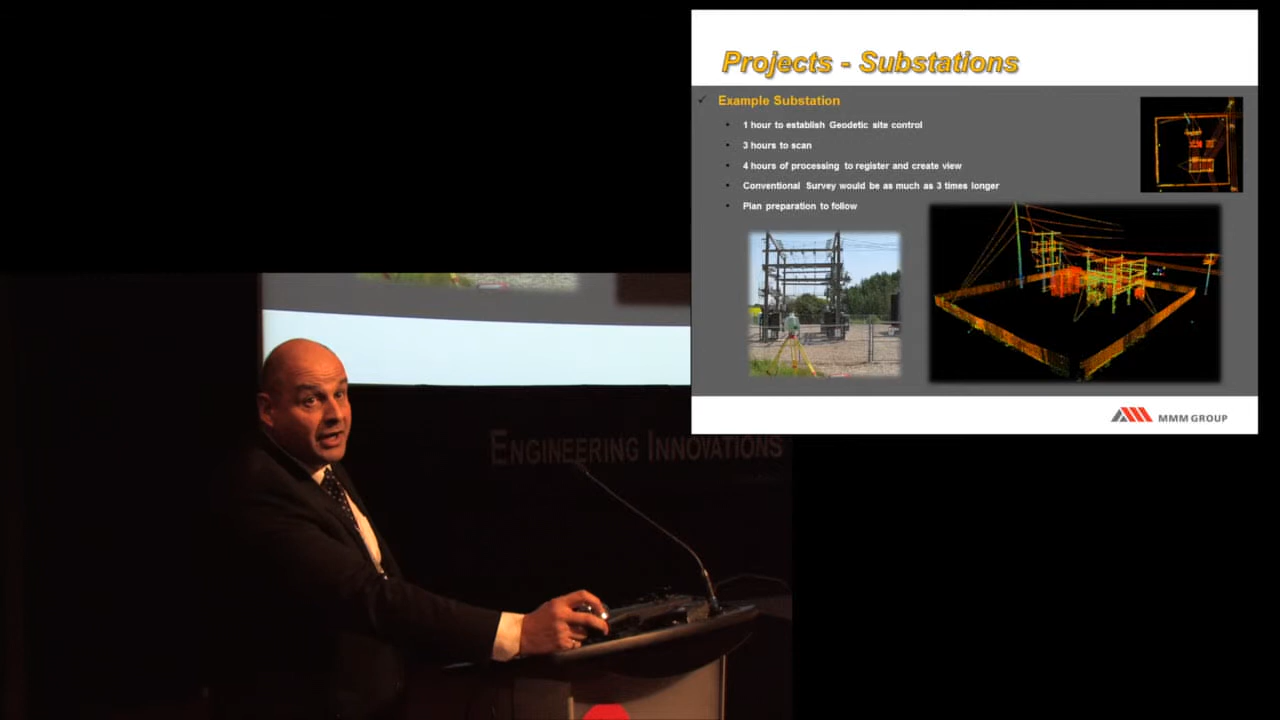 Projects - Substations
✓ Example Substation
• 1 hour to establish Geodetic site control
• 3 hours to scan
• 4 hours of processing to register and create view
• Conventional Survey would be as much as 3 times longer
• Plan preparation to follow
MMM GROUP
ENGINEERING INNOVATIONS